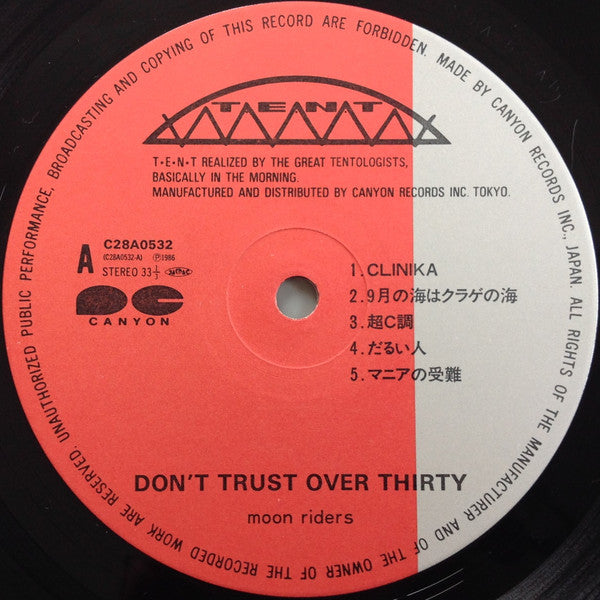 UNAUTHORIZED PUBLIC PERFORMANCE, BROADCASTING AND COPYING OF THIS RECORD ARE FORBIDDEN. MADE BY CANYON RECORDS INC., JAPAN. ALL RIGHTS OF THE MANUFACTURER AND OF THE OWNER OF THE RECORDED WORK ARE RESERVED.
TENT
T•E•N•T REALIZED BY THE GREAT TENTOLOGISTS,
BASICALLY IN THE MORNING.
MANUFACTURED AND DISTRIBUTED BY CANYON RECORDS INC. TOKYO.
A
C28A0532
(C28A0532-A) Ⓟ1986
STEREO 33⅓
CANYON
1.CLINIKA
2.9月の海はクラゲの海
3.超C調
4.だるい人
5.マニアの受難
DON'T TRUST OVER THIRTY
moon riders